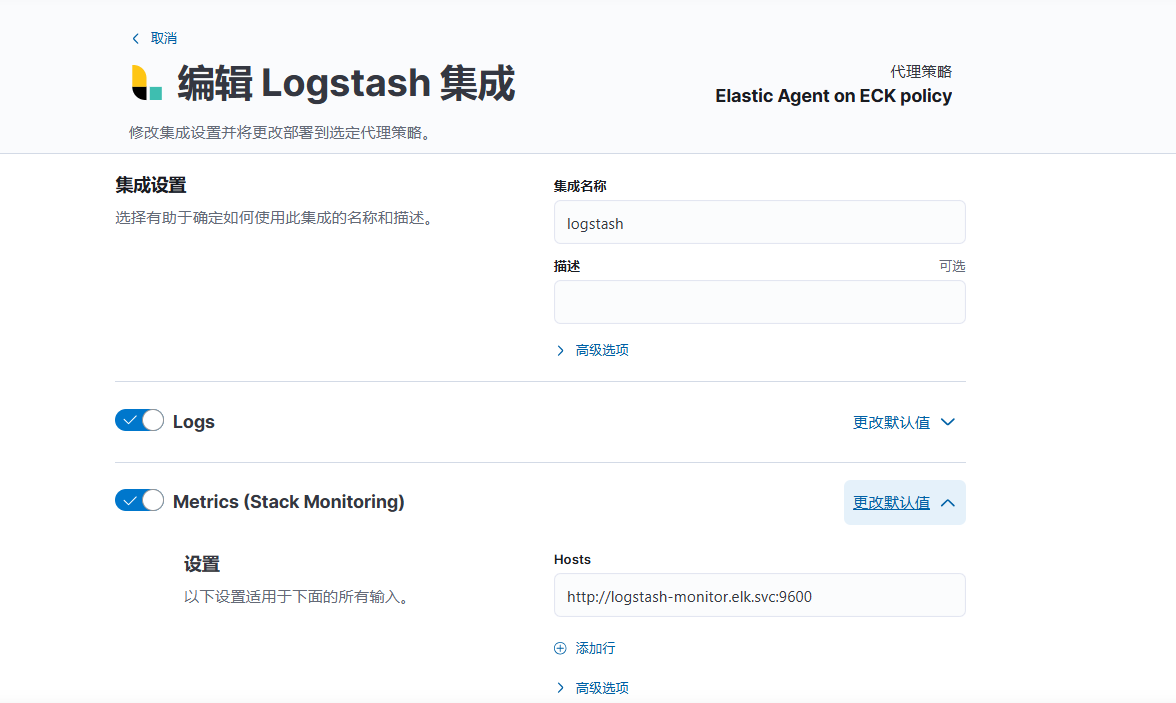 取消
编辑 Logstash 集成
修改集成设置并将更改部署到选定代理策略。
代理策略
Elastic Agent on ECK policy
集成设置
选择有助于确定如何使用此集成的名称和描述。
集成名称
logstash
描述
可选
高级选项
Logs
更改默认值
Metrics (Stack Monitoring)
更改默认值
设置
以下设置适用于下面的所有输入。
Hosts
http://logstash-monitor.elk.svc:9600
添加行
高级选项